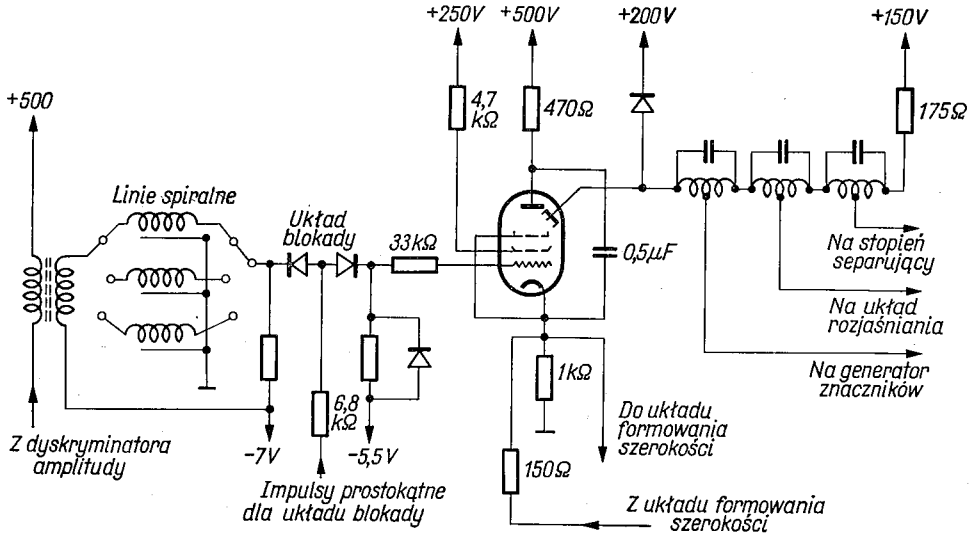 +250V
+500V
+200V
+150V
+500
4,7
kΩ
470Ω
175Ω
Linie spiralne
Układ
blokady
33kΩ
0,5μF
Na stopień
separujący
Na układ
rozjaśniania
Na generator
znaczników
1kΩ
6,8
kΩ
Z dyskryminatora
amplitudy
-7V
-5,5V
Do układu
formowania
szerokości
150Ω
Impulsy prostokątne
dla układu blokady
Z układu formowania
szerokości